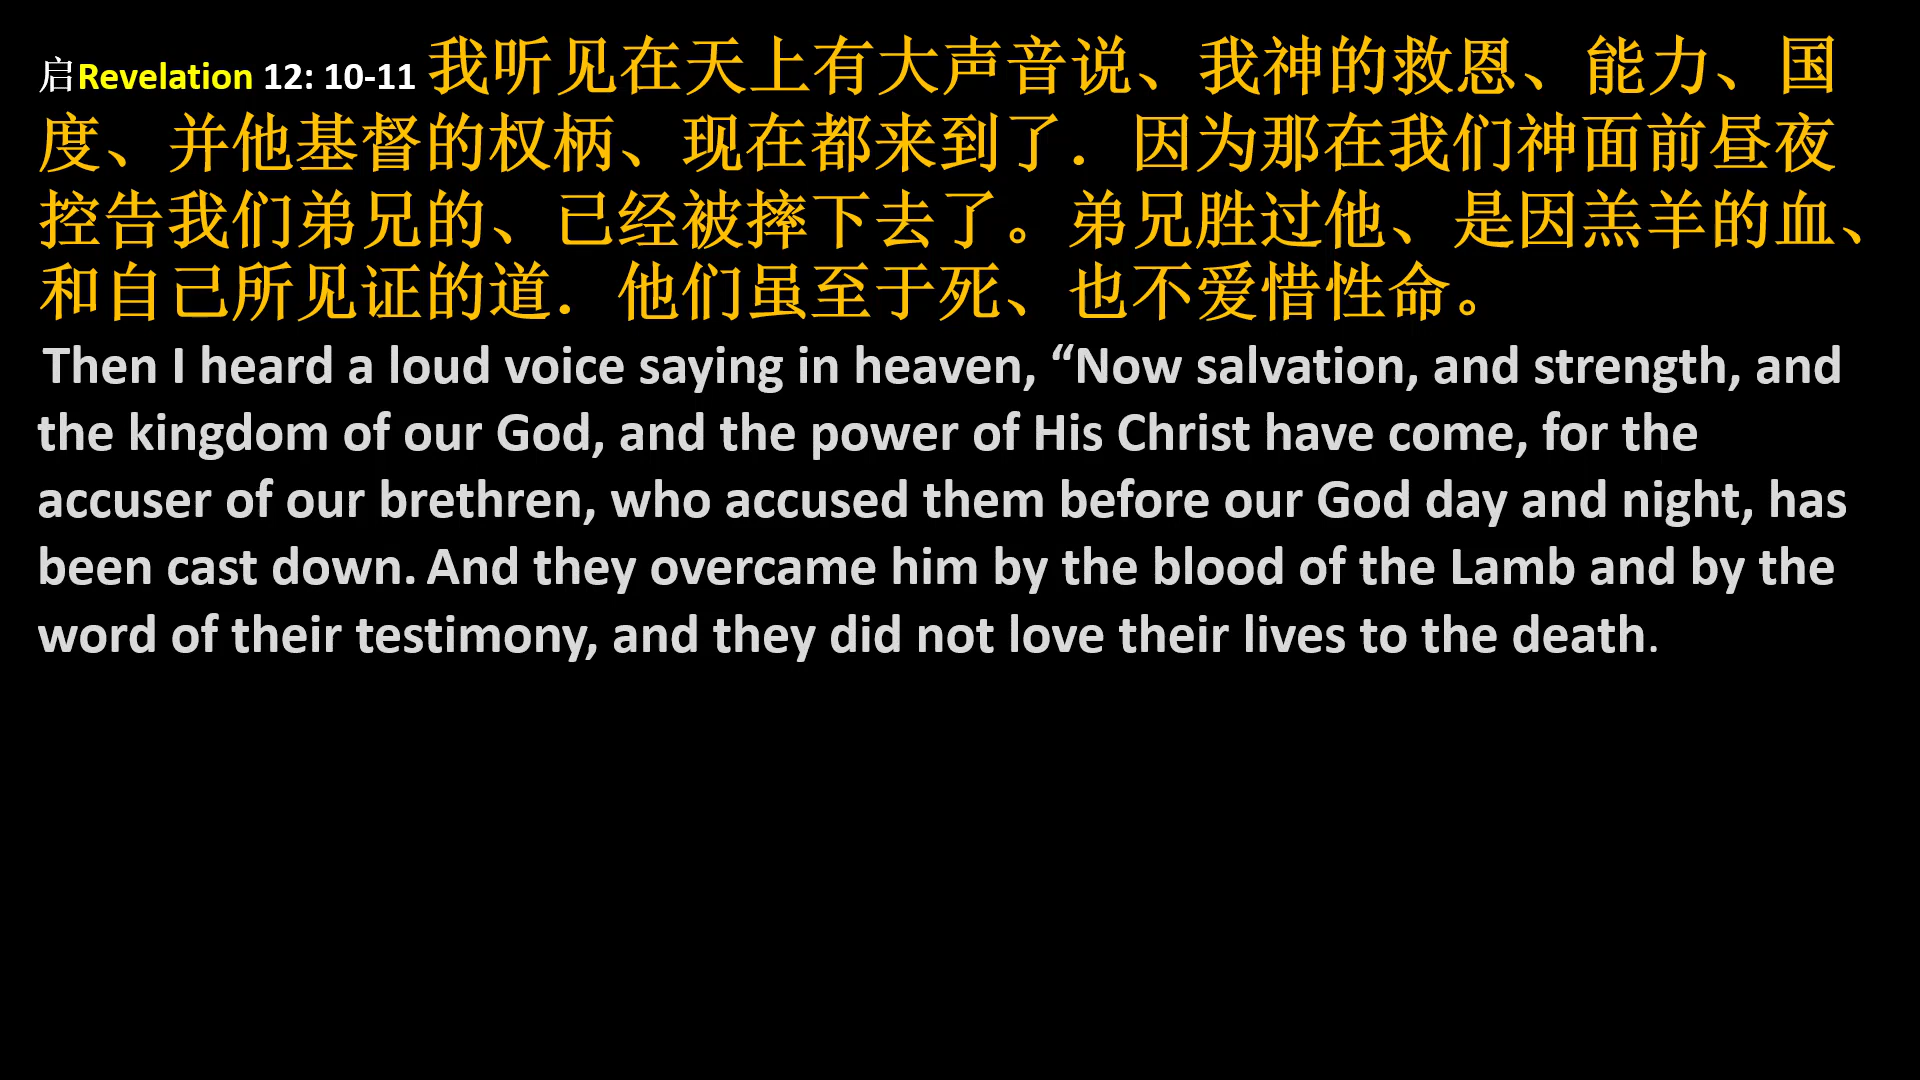 启Revelation 12: 10-11 我听见在天上有大声音说、我神的救恩、能力、国
度、并他基督的权柄、现在都来到了．因为那在我们神面前昼夜
控告我们弟兄的、已经被摔下去了。弟兄胜过他、是因羔羊的血、
和自己所见证的道．他们虽至于死、也不爱惜性命。
Then I heard a loud voice saying in heaven, “Now salvation, and strength, and
the kingdom of our God, and the power of His Christ have come, for the
accuser of our brethren, who accused them before our God day and night, has
been cast down. And they overcame him by the blood of the Lamb and by the
word of their testimony, and they did not love their lives to the death.